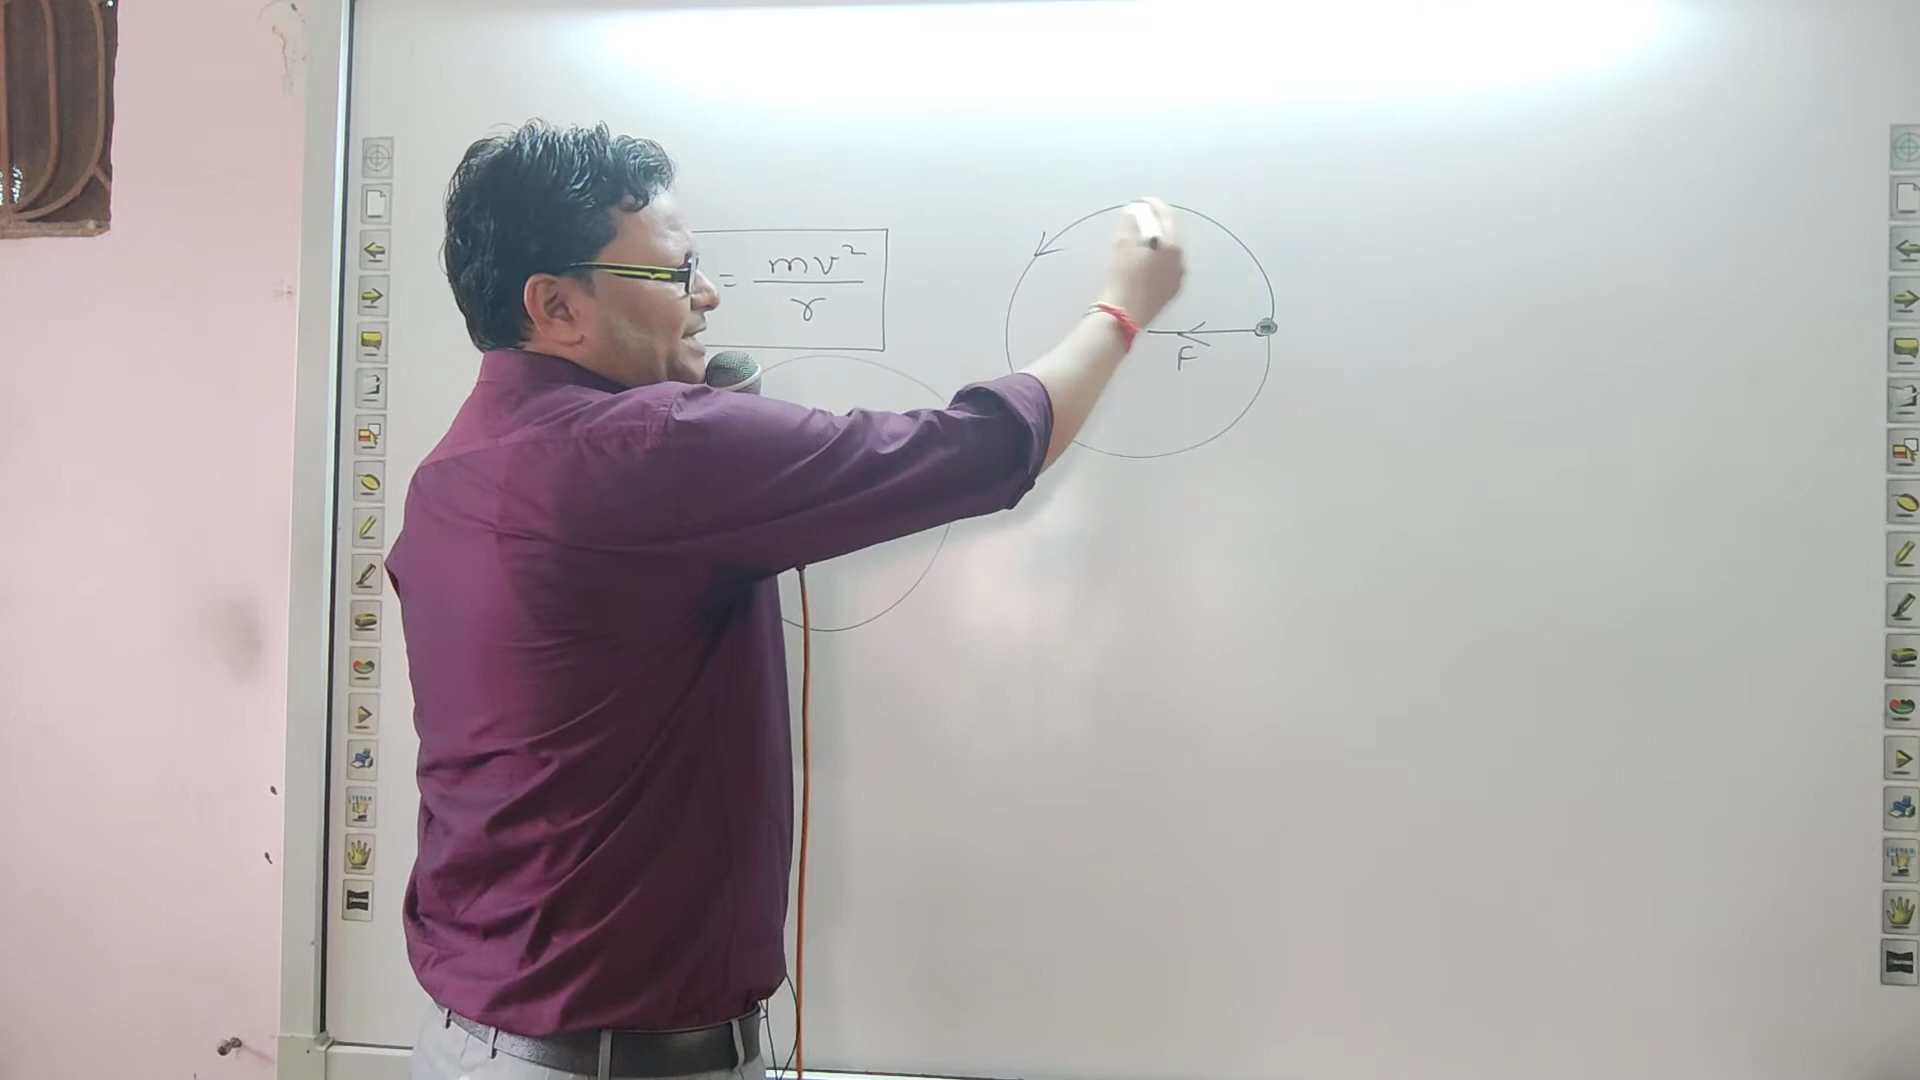 = mv²
r
F